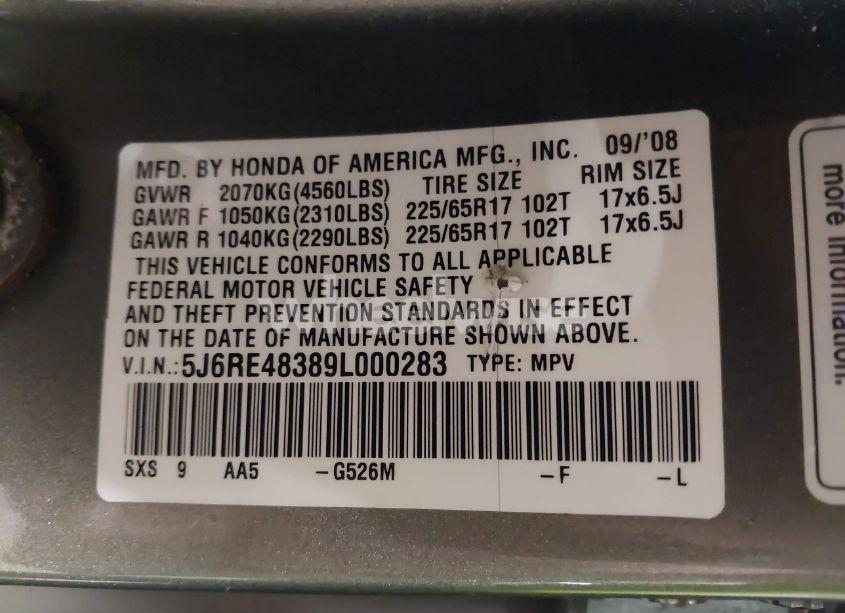 MFD. BY HONDA OF AMERICA MFG., INC. 09/'08
GVWR 2070KG(4560LBS) TIRE SIZE RIM SIZE
GAWR F 1050KG(2310LBS) 225/65R17 102T 17x6.5J
GAWR R 1040KG(2290LBS) 225/65R17 102T 17x6.5J
THIS VEHICLE CONFORMS TO ALL APPLICABLE
FEDERAL MOTOR VEHICLE SAFETY
AND THEFT PREVENTION STANDARDS IN EFFECT
ON THE DATE OF MANUFACTURE SHOWN ABOVE.
V.I.N.:5J6RE48389L000283 TYPE: MPV
SXS 9 AA5 -G526M -F -L
more information.